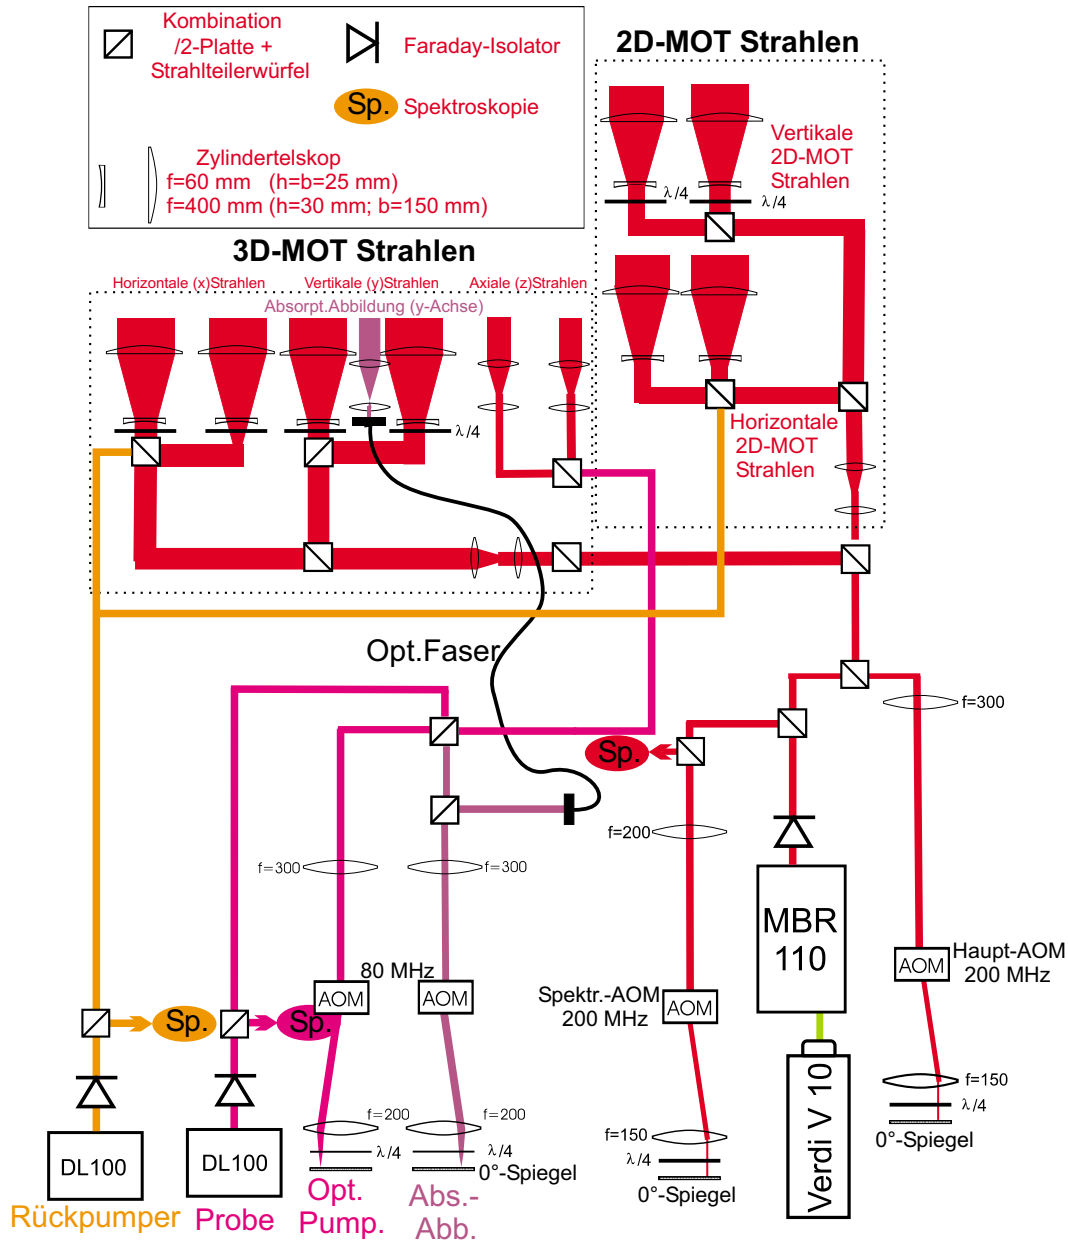 Kombination
/2-Platte +
Strahlteilerwürfel
Faraday-Isolator
Sp. Spektroskopie
Zylindertelskop
f=60 mm (h=b=25 mm)
f=400 mm (h=30 mm; b=150 mm)
2D-MOT Strahlen
Vertikale
2D-MOT
Strahlen
λ/4
λ/4
3D-MOT Strahlen
Horizontale (x)Strahlen
Vertikale (y)Strahlen
Axiale (z)Strahlen
Absorpt.Abbildung (y-Achse)
λ/4
Horizontale
2D-MOT
Strahlen
Opt.Faser
f=300
Sp.
f=200
f=300
f=300
MBR
110
Haupt-AOM
200 MHz
AOM
80 MHz
AOM
AOM
Spektr.-AOM
200 MHz
AOM
Sp.
Sp.
Verdi V 10
f=150
λ/4
0°-Spiegel
f=200
f=200
λ/4
λ/4
0°-Spiegel
f=150
λ/4
0°-Spiegel
DL100
DL100
Rückpumper
Probe
Opt.
Pump.
Abs.-
Abb.